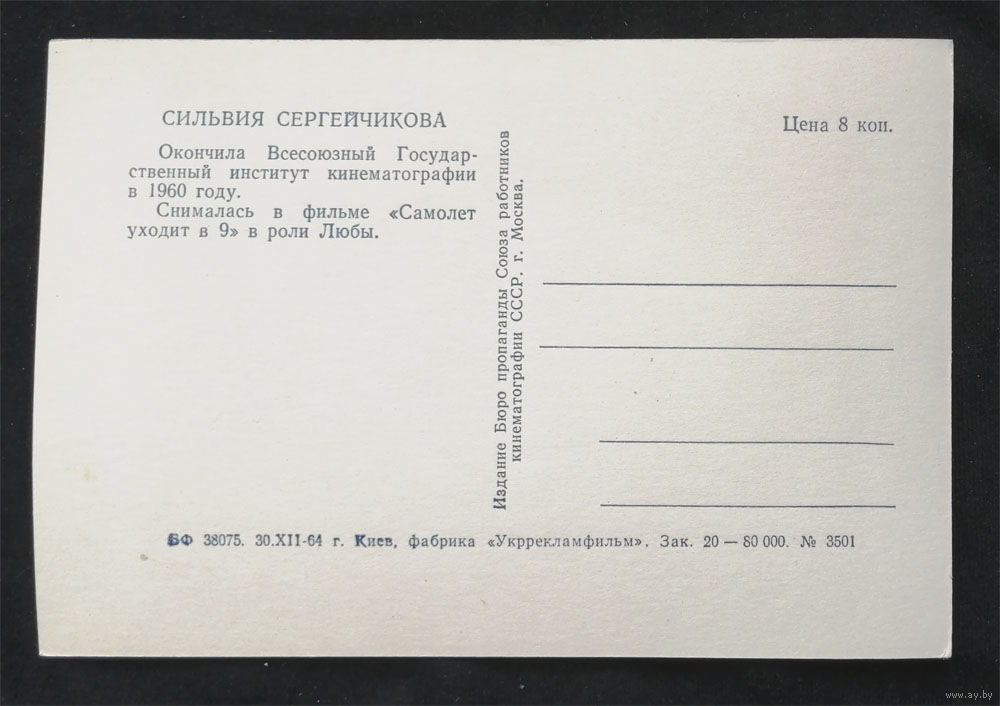 СИЛЬВИЯ СЕРГЕЙЧИКОВА
Окончила Всесоюзный Государ-
ственный институт кинематографии
в 1960 году.
Снималась в фильме «Самолет
уходит в 9» в роли Любы.
Издание Бюро пропаганды Союза работников
кинематографии СССР. г. Москва.
Цена 8 коп.
БФ 38075. 30.XII-64 г. Киев, фабрика «Укррекламфильм». Зак. 20 — 80 000. № 3501
www.ay.by